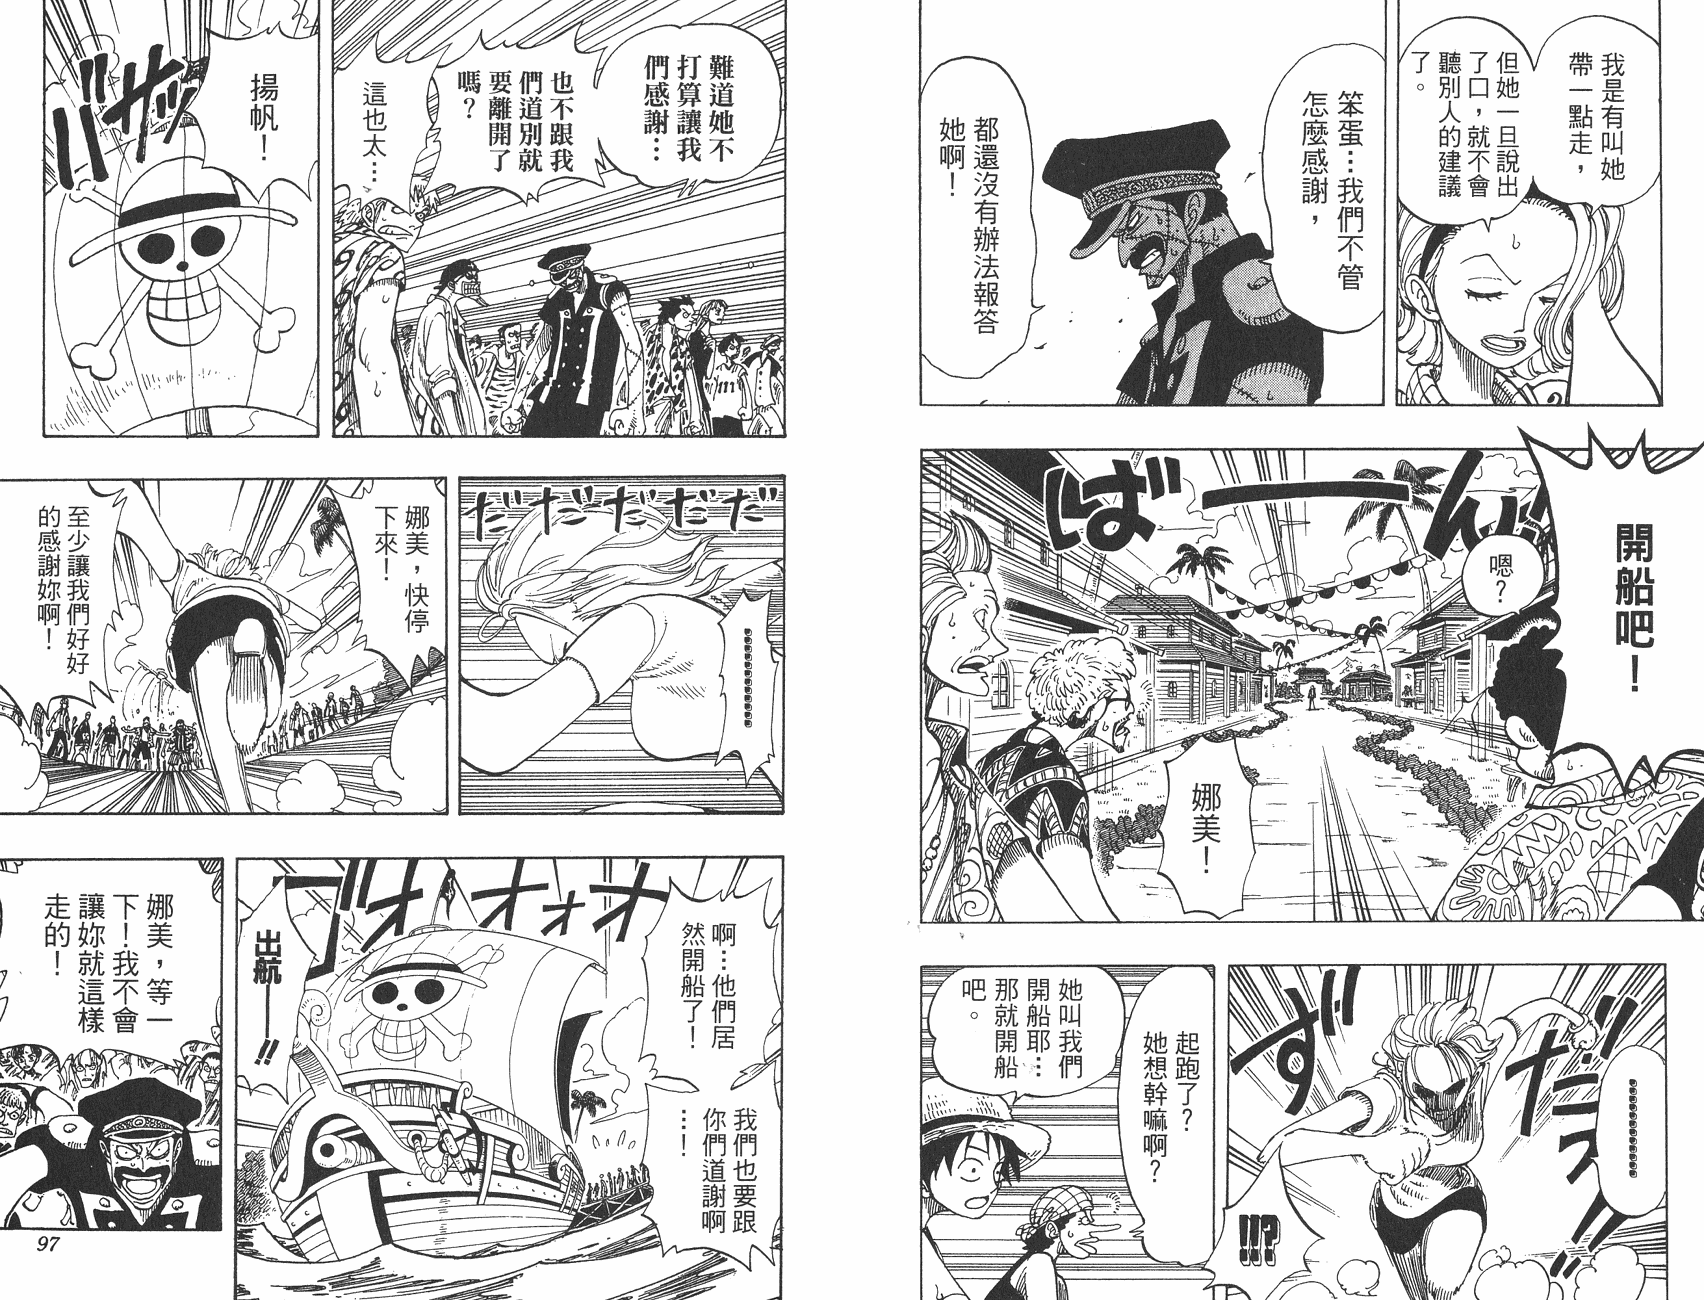 我是有叫她
帶一點走，
但她一旦說出
了口，就不會
聽別人的建議
了。
笨蛋…我們不管
怎麼感謝，
都還沒有辦法報答
她啊！
開船吧！
嗯？
ばーーん
娜美！
…………
ずだっ
!!!?
起跑了？
她想幹嘛啊？
她叫我們
開船耶…
那就開船
吧。
難道她不
打算讓我
們感謝…
也不跟我
們道別就
要離開了
嗎？
這也太…
揚帆！
バザッ
だだだだだ
…………
娜美，快停
下來！
至少讓我們好好
的感謝妳啊！
啊…他們居
然開船了！
オオオオ
出航——!!
我們也要跟
你們道謝啊
…！
娜美，等一
下！我不會
讓妳就這樣
走的！
97